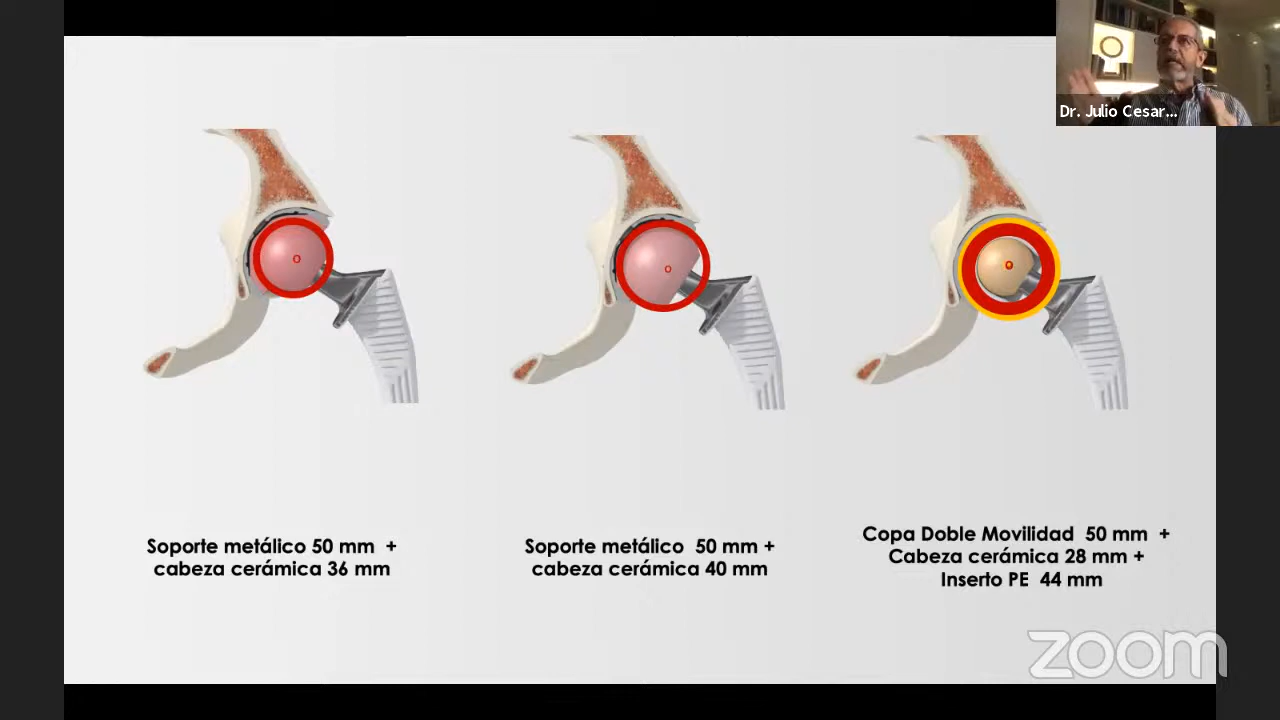 Dr. Julio Cesar...
Soporte metálico 50 mm +
cabeza cerámica 36 mm
Soporte metálico 50 mm +
cabeza cerámica 40 mm
Copa Doble Movilidad 50 mm +
Cabeza cerámica 28 mm +
Inserto PE 44 mm
zoom